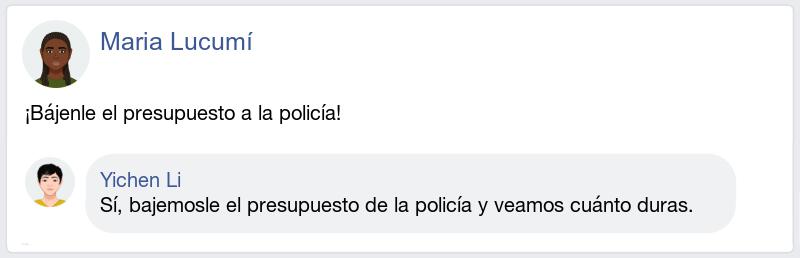 Maria Lucumí
¡Bájenle el presupuesto a la policía!
Yichen Li
Sí, bajemosle el presupuesto de la policía y veamos cuánto duras.